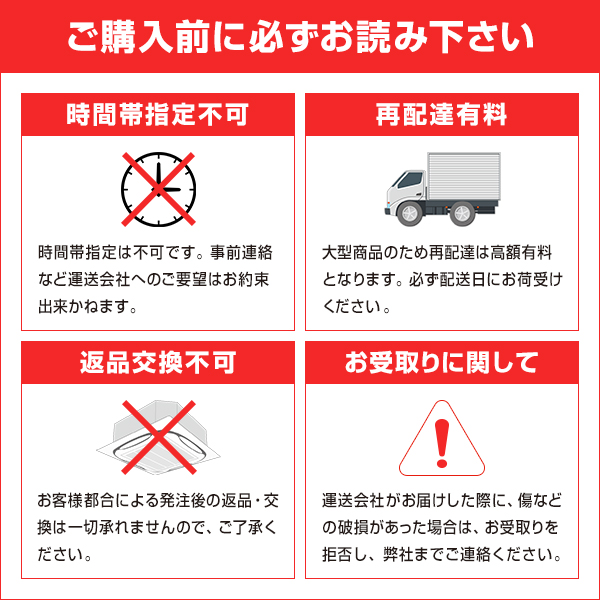 ご購入前に必ずお読み下さい
時間帯指定不可
時間帯指定は不可です。事前連絡
など運送会社へのご要望はお約束
出来かねます。
再配達有料
大型商品のため再配達は高額有料
となります。必ず配送日にお荷受け
ください。
返品交換不可
お客様都合による発注後の返品・交
換は一切承れませんので、ご了承く
ださい。
お受取りに関して
運送会社がお届けした際に、傷など
の破損があった場合は、お受取りを
拒否し、弊社までご連絡ください。